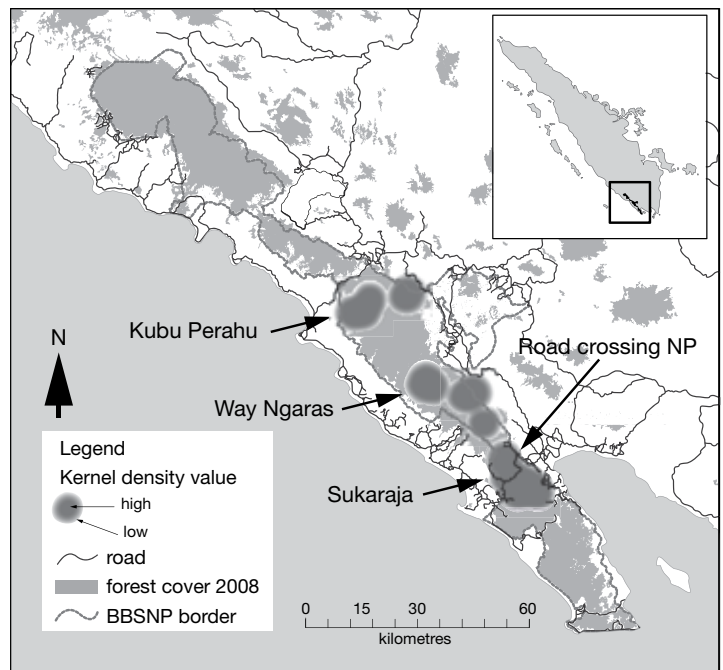 Kubu Perahu
Road crossing NP
N
Way Ngaras
Sukaraja
Legend
Kernel density value
high
low
road
forest cover 2008
BBSNP border
0 15 30 60
kilometres